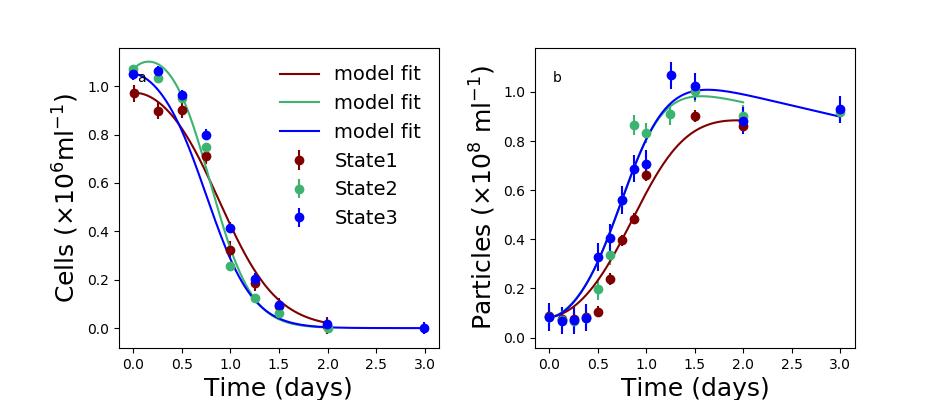 a
model fit
model fit
model fit
State1
State2
State3
1.0
0.8
0.6
0.4
0.2
0.0
Cells (×10⁶ml⁻¹)
0.0 0.5 1.0 1.5 2.0 2.5 3.0
Time (days)
b
1.0
0.8
0.6
0.4
0.2
0.0
Particles (×10⁸ ml⁻¹)
0.0 0.5 1.0 1.5 2.0 2.5 3.0
Time (days)